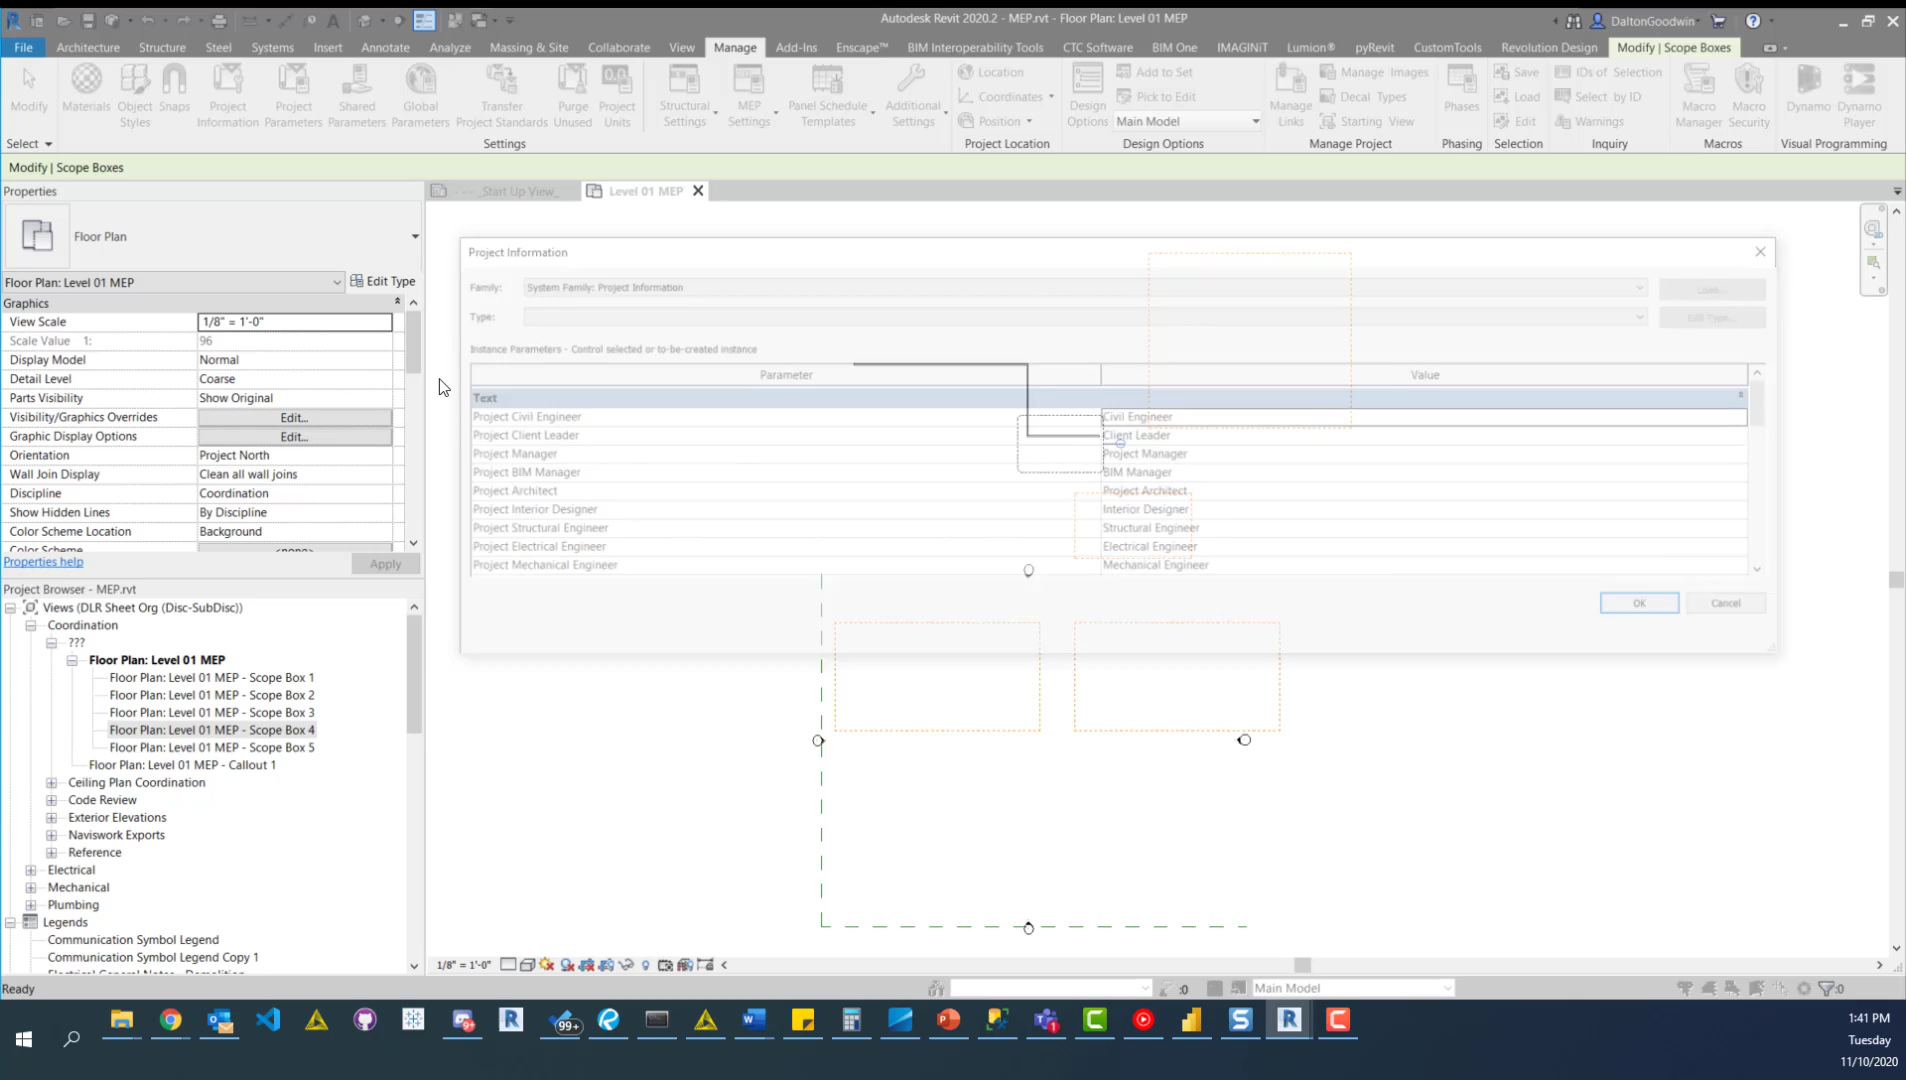 Autodesk Revit 2020.2 - MEP.rvt - Floor Plan: Level 01 MEP
DaltonGoodwin
File Architecture Structure Steel Systems Insert Annotate Analyze Massing & Site Collaborate View Manage Add-Ins Enscape™ BIM Interoperability Tools CTC Software BIM One IMAGINiT Lumion® pyRevit CustomTools Revolution Design Modify | Scope Boxes
Modify
Materials
Object Styles
Snaps
Project Information
Project Parameters
Shared Parameters
Global Parameters
Transfer Project Standards
Purge Unused
Project Units
Structural Settings
MEP Settings
Panel Schedule Templates
Additional Settings
Location
Coordinates
Position
Design Options
Add to Set
Pick to Edit
Main Model
Manage Links
Manage Images
Decal Types
Starting View
Phases
Save
Load
Edit
IDs of Selection
Select by ID
Warnings
Macro Manager
Macro Security
Dynamo
Dynamo Player
Select Settings Project Location Design Options Manage Project Phasing Selection Inquiry Macros Visual Programming
Modify | Scope Boxes
Properties
Floor Plan
Floor Plan: Level 01 MEP Edit Type
Graphics
View Scale 1/8" = 1'-0"
Scale Value 1: 96
Display Model Normal
Detail Level Coarse
Parts Visibility Show Original
Visibility/Graphics Overrides Edit...
Graphic Display Options Edit...
Orientation Project North
Wall Join Display Clean all wall joins
Discipline Coordination
Show Hidden Lines By Discipline
Color Scheme Location Background
Color Scheme <none>
Properties help Apply
Project Browser - MEP.rvt
Views (DLR Sheet Org (Disc-SubDisc))
Coordination
???
Floor Plan: Level 01 MEP
Floor Plan: Level 01 MEP - Scope Box 1
Floor Plan: Level 01 MEP - Scope Box 2
Floor Plan: Level 01 MEP - Scope Box 3
Floor Plan: Level 01 MEP - Scope Box 4
Floor Plan: Level 01 MEP - Scope Box 5
Floor Plan: Level 01 MEP - Callout 1
Ceiling Plan Coordination
Code Review
Exterior Elevations
Naviswork Exports
Reference
Electrical
Mechanical
Plumbing
Legends
Communication Symbol Legend
Communication Symbol Legend Copy 1
Electrical General Notes - Demolition
- - - _Start Up View_
Level 01 MEP
Project Information
Family: System Family: Project Information Load...
Type: Edit Type...
Instance Parameters - Control selected or to-be-created instance
Parameter Value
Text
Project Civil Engineer Civil Engineer
Project Client Leader Client Leader
Project Manager Project Manager
Project BIM Manager BIM Manager
Project Architect Project Architect
Project Interior Designer Interior Designer
Project Structural Engineer Structural Engineer
Project Electrical Engineer Electrical Engineer
Project Mechanical Engineer Mechanical Engineer
OK Cancel
1/8" = 1'-0"
Ready
:0
Main Model
:0
99+
1:41 PM
Tuesday
11/10/2020